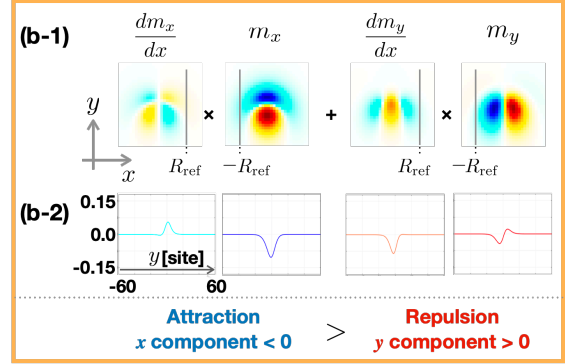 (b-1) dm_x/dx m_x dm_y/dx m_y
y × + ×
x R_ref −R_ref R_ref −R_ref
(b-2)
0.15
0.0
-0.15 y[site]
-60 60
Attraction > Repulsion
x component < 0 y component > 0